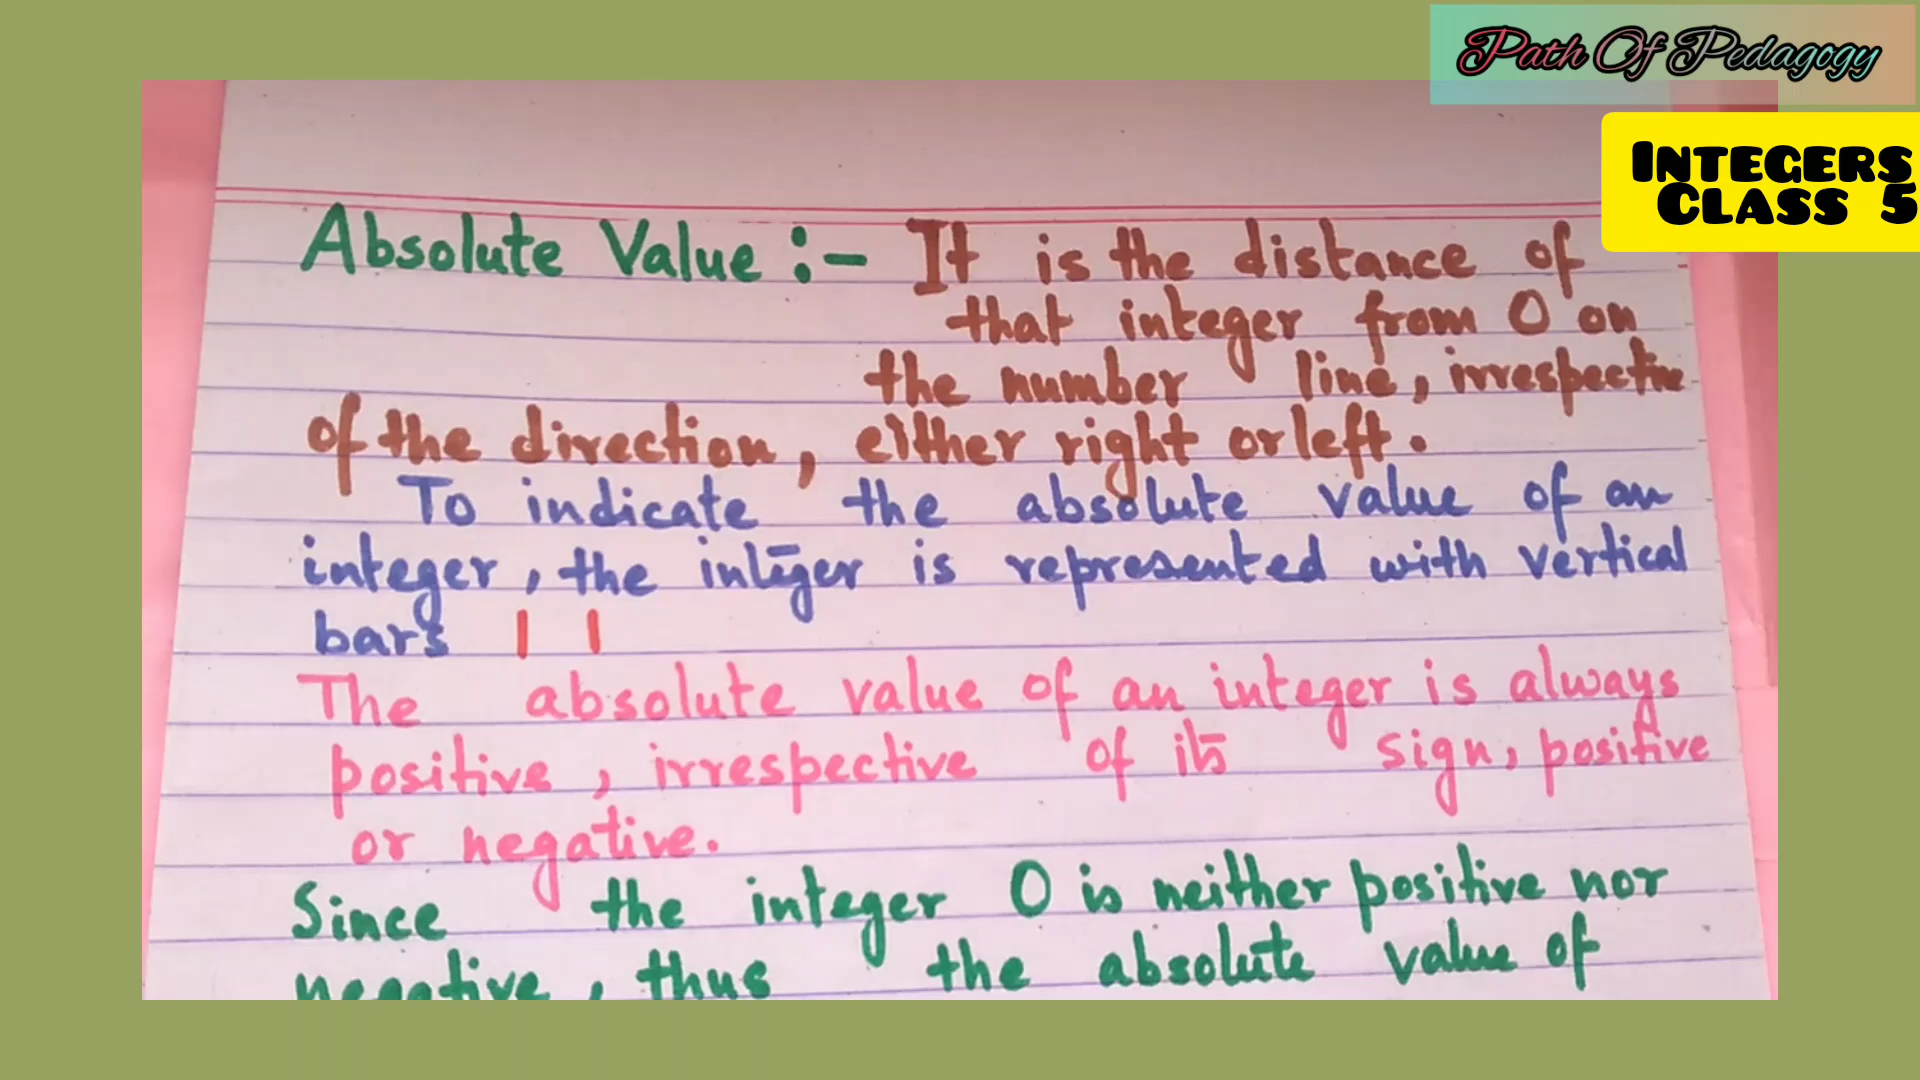 Path Of Pedagogy
INTEGERS
CLASS 5
Absolute Value :- It is the distance of
that integer from 0 on
the number line, irrespective
of the direction, either right or left.
To indicate the absolute value of an
integer, the integer is represented with vertical
bars | |
The absolute value of an integer is always
positive, irrespective of its sign, positive
or negative.
Since the integer 0 is neither positive nor
negative, thus the absolute value of